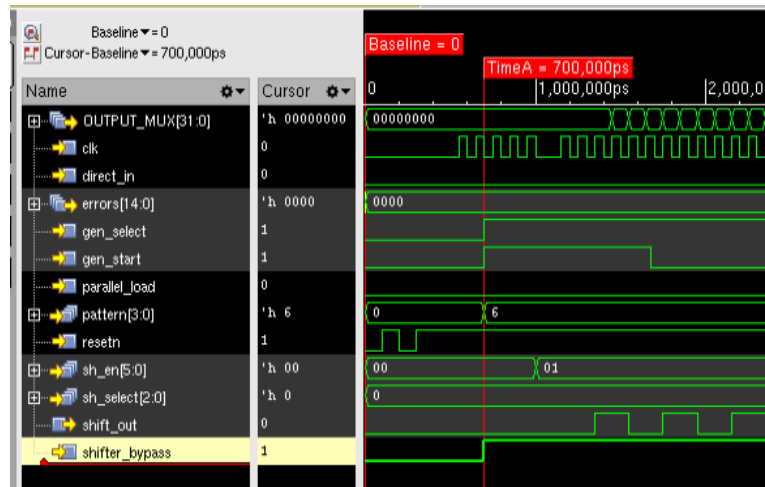 Baseline▼= 0
Cursor-Baseline▼= 700,000ps
Baseline = 0
TimeA = 700,000ps
Name
Cursor
0
1,000,000ps
2,000,0
OUTPUT_MUX[31:0]
'h 00000000
00000000
clk
0
direct_in
0
errors[14:0]
'h 0000
0000
gen_select
1
gen_start
1
parallel_load
0
pattern[3:0]
'h 6
0
6
resetn
1
sh_en[5:0]
'h 00
00
01
sh_select[2:0]
'h 0
0
shift_out
0
shifter_bypass
1